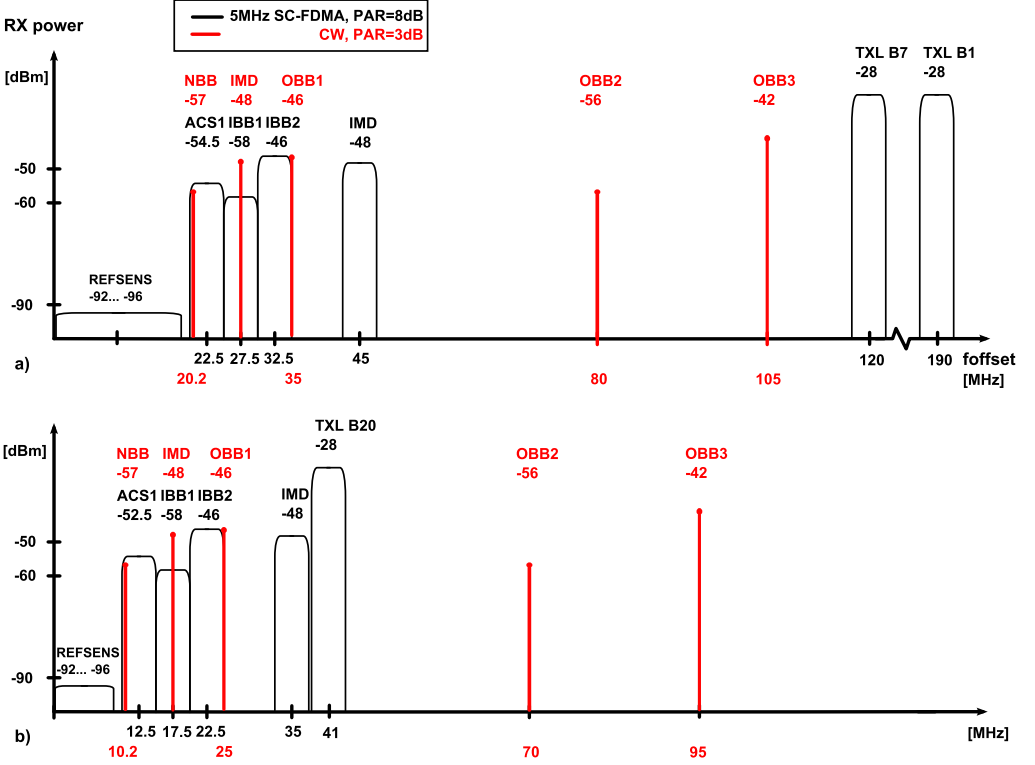 RX power
5MHz SC-FDMA, PAR=8dB
CW, PAR=3dB
[dBm]
TXL B7
-28
TXL B1
-28
NBB
-57
IMD
-48
OBB1
-46
OBB2
-56
OBB3
-42
ACS1
-54.5
IBB1
-58
IBB2
-46
IMD
-48
-50
-60
REFSENS
-92... -96
-90
a)
22.5 27.5 32.5 45 120 190 foffset
20.2 35 80 105 [MHz]
[dBm]
TXL B20
-28
NBB
-57
IMD
-48
OBB1
-46
OBB2
-56
OBB3
-42
ACS1
-52.5
IBB1
-58
IBB2
-46
IMD
-48
-50
-60
REFSENS
-92... -96
-90
b)
12.5 17.5 22.5 35 41 [MHz]
10.2 25 70 95